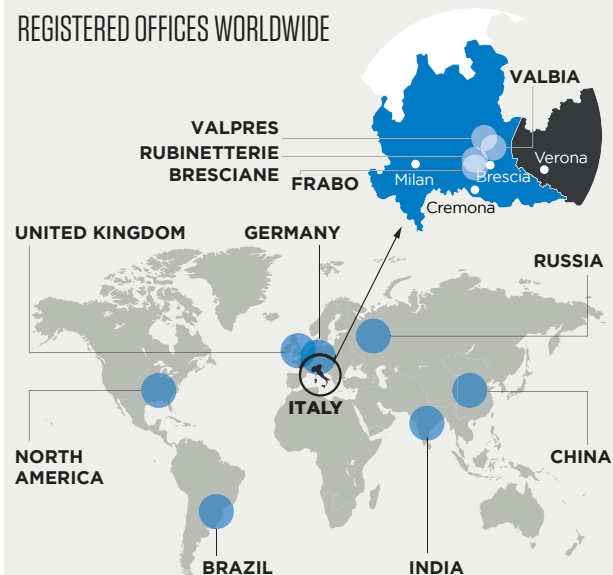 REGISTERED OFFICES WORLDWIDE
VALBIA
VALPRES
RUBINETTERIE
BRESCIANE
FRABO
Milan
Brescia
Verona
Cremona
UNITED KINGDOM
GERMANY
RUSSIA
ITALY
NORTH
AMERICA
CHINA
BRAZIL
INDIA